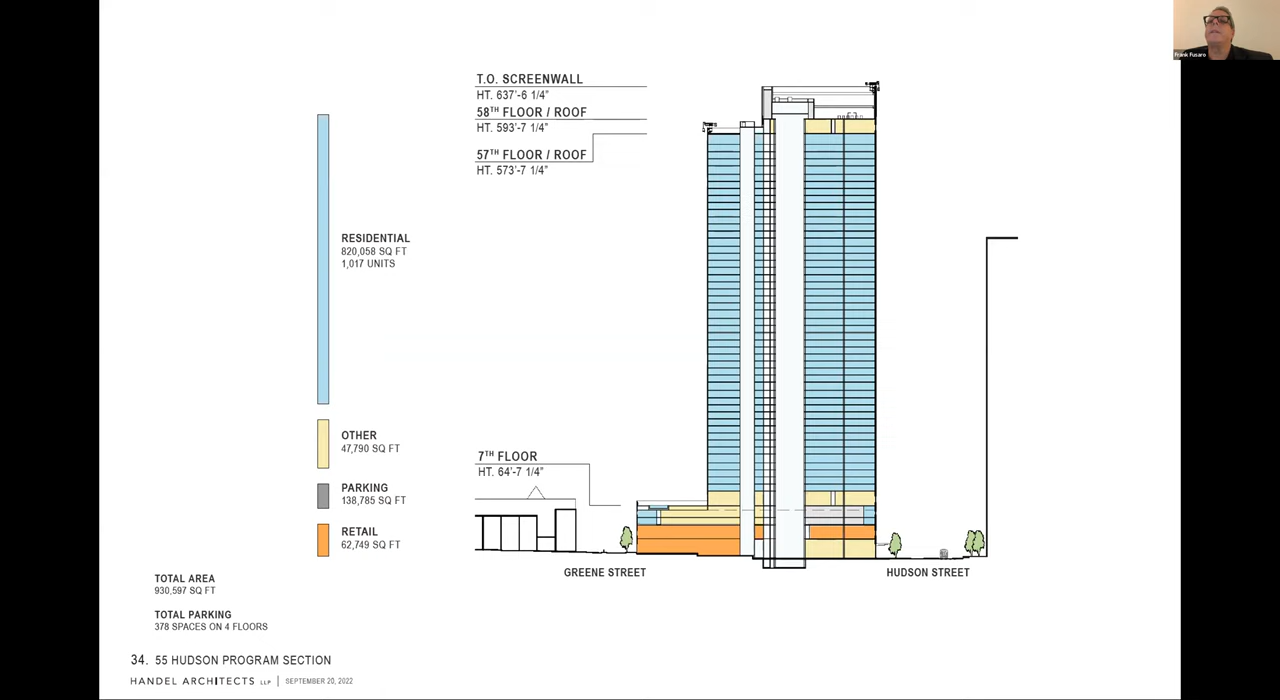 Frank Fusaro
T.O. SCREENWALL
HT. 637'-6 1/4"
58TH FLOOR / ROOF
HT. 593'-7 1/4"
57TH FLOOR / ROOF
HT. 573'-7 1/4"
RESIDENTIAL
820,058 SQ FT
1,017 UNITS
OTHER
47,790 SQ FT
7TH FLOOR
HT. 64'-7 1/4"
PARKING
138,785 SQ FT
RETAIL
62,749 SQ FT
GREENE STREET
HUDSON STREET
TOTAL AREA
930,597 SQ FT
TOTAL PARKING
378 SPACES ON 4 FLOORS
34. 55 HUDSON PROGRAM SECTION
HANDEL ARCHITECTS LLP | SEPTEMBER 20, 2022